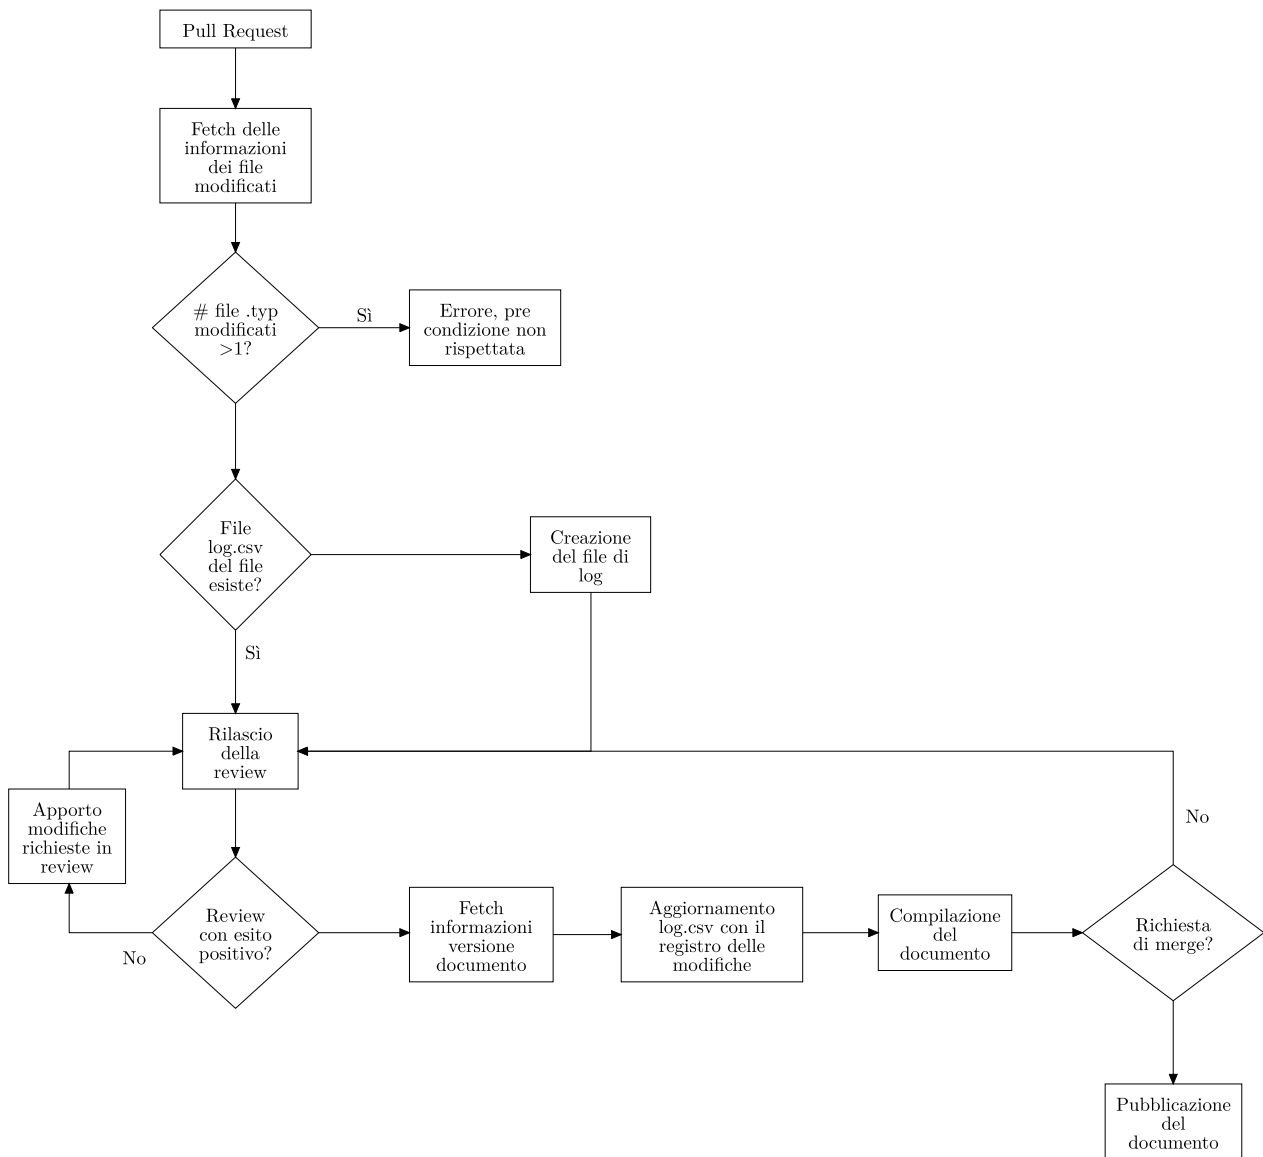 Pull Request
Fetch delle
informazioni
dei file
modificati
# file .typ
modificati
>1?
Sì
Errore, pre
condizione non
rispettata
File
log.csv
del file
esiste?
Creazione
del file di
log
Sì
Rilascio
della
review
Apporto
modifiche
richieste in
review
No
Review
con esito
positivo?
No
Fetch
informazioni
versione
documento
Aggiornamento
log.csv con il
registro delle
modifiche
Compilazione
del
documento
Richiesta
di merge?
Pubblicazione
del
documento